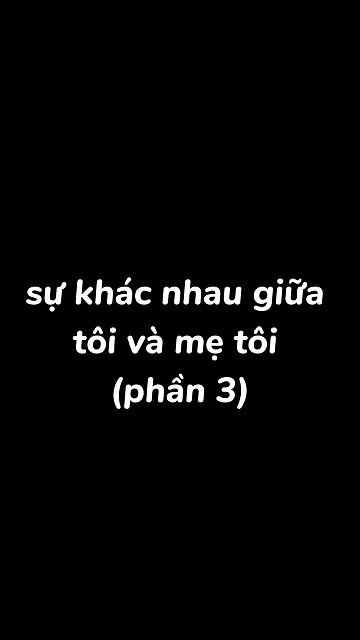 sự khác nhau giữa
tôi và mẹ tôi
(phần 3)